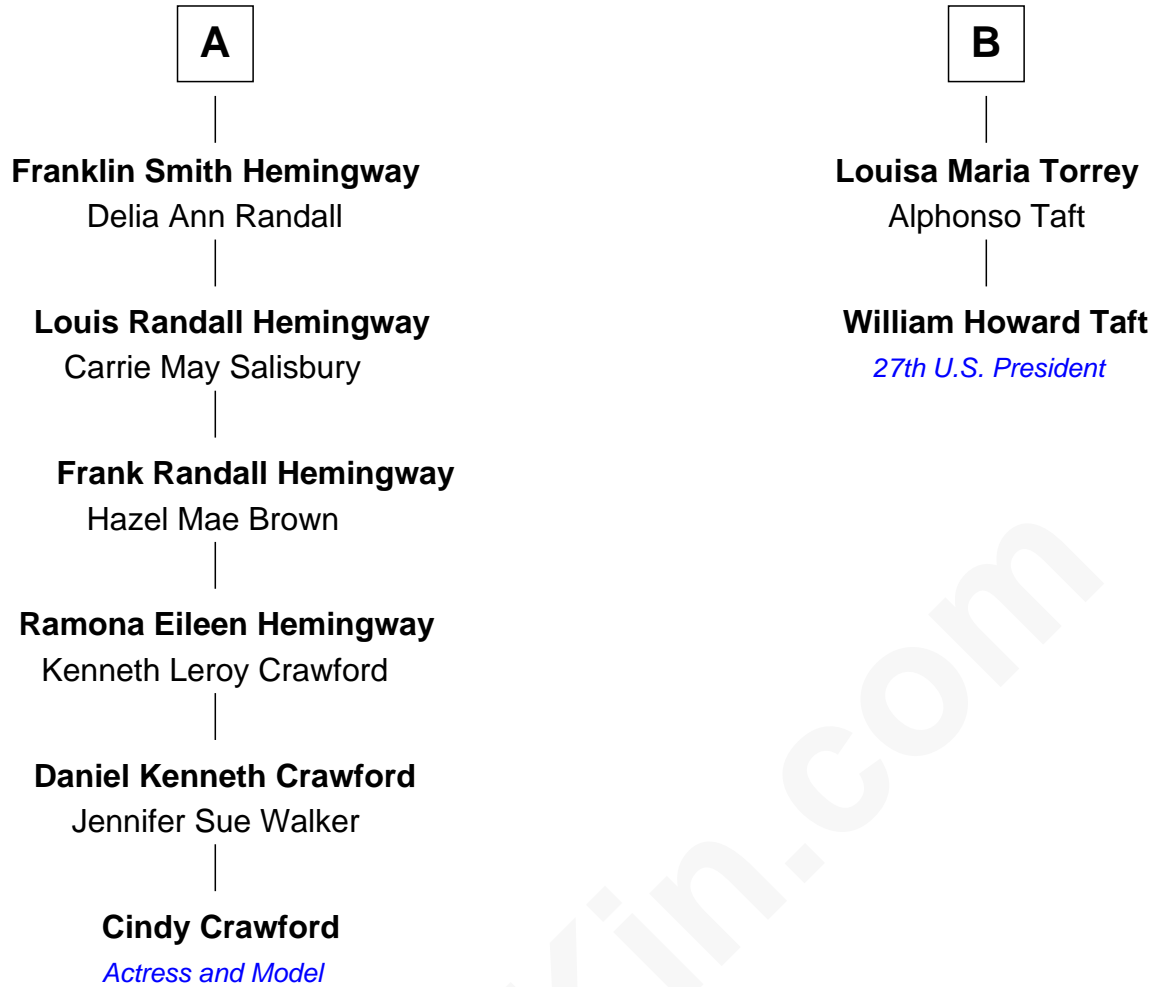 A
Franklin Smith Hemingway
Delia Ann Randall
Louis Randall Hemingway
Carrie May Salisbury
Frank Randall Hemingway
Hazel Mae Brown
Ramona Eileen Hemingway
Kenneth Leroy Crawford
Daniel Kenneth Crawford
Jennifer Sue Walker
Cindy Crawford
Actress and Model
B
Louisa Maria Torrey
Alphonso Taft
William Howard Taft
27th U.S. President